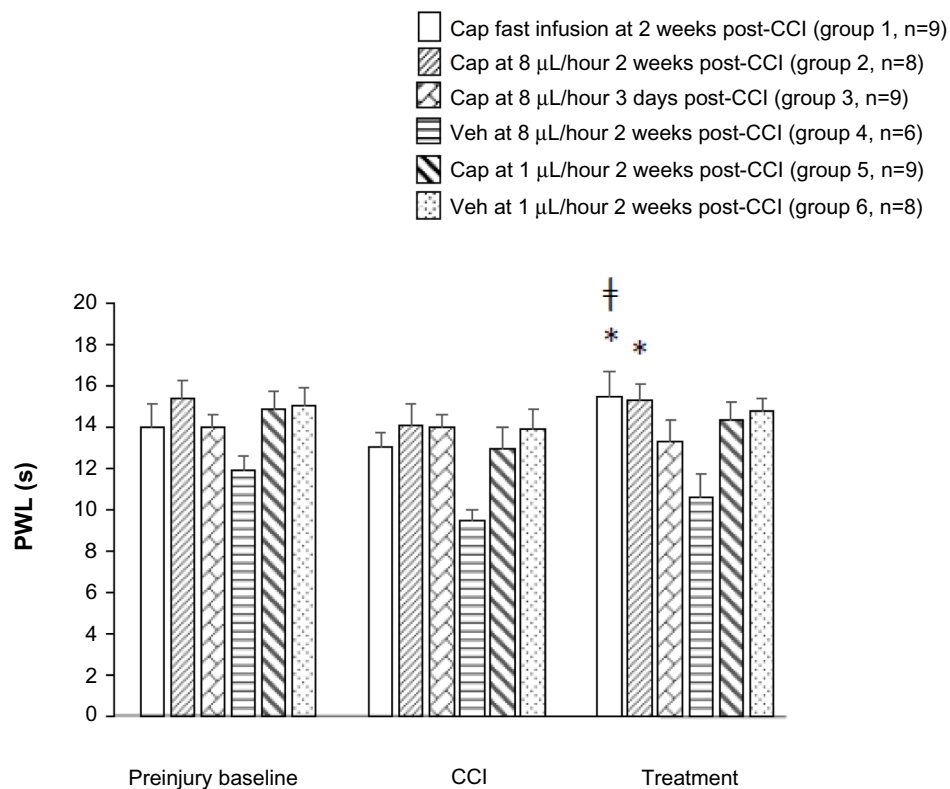 Cap fast infusion at 2 weeks post-CCI (group 1, n=9)
Cap at 8 μL/hour 2 weeks post-CCI (group 2, n=8)
Cap at 8 μL/hour 3 days post-CCI (group 3, n=9)
Veh at 8 μL/hour 2 weeks post-CCI (group 4, n=6)
Cap at 1 μL/hour 2 weeks post-CCI (group 5, n=9)
Veh at 1 μL/hour 2 weeks post-CCI (group 6, n=8)
ǂ
* *
PWL (s)
20
18
16
14
12
10
8
6
4
2
0
Preinjury baseline CCI Treatment